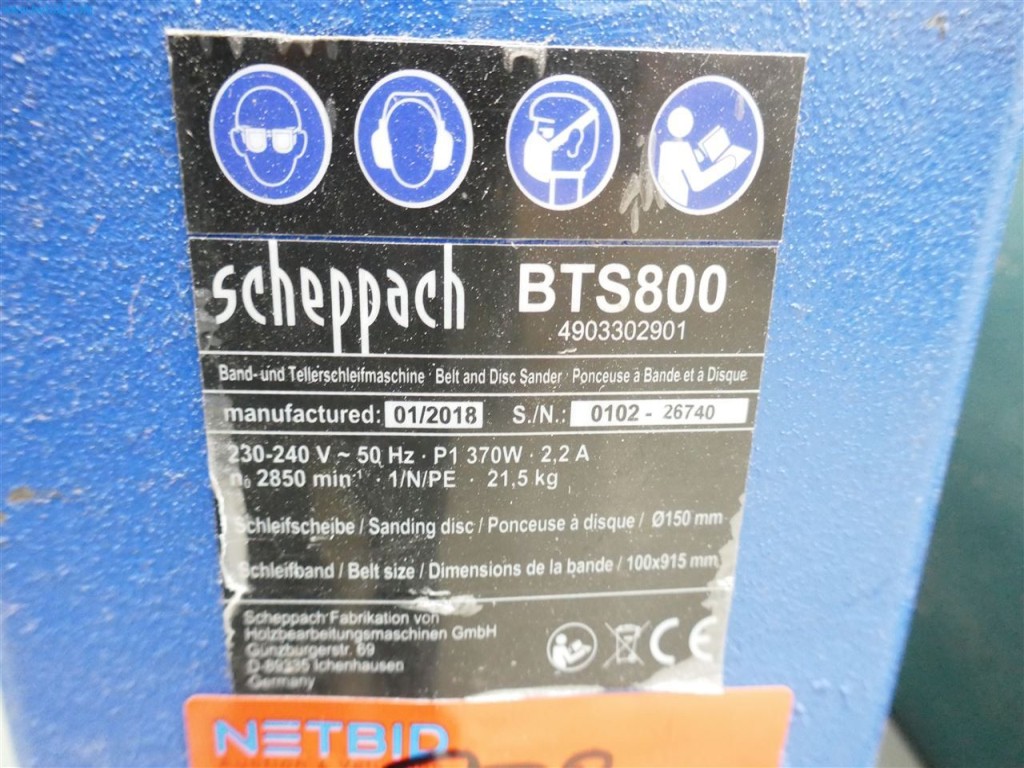 scheppach BTS800
4903302901
Band- und Tellerschleifmaschine · Belt and Disc Sander · Ponceuse à Bande et à Disque
manufactured: 01/2018 S./N.: 0102 - 26740
230-240 V ~ 50 Hz · P1 370W · 2,2 A
n₀ 2850 min⁻¹ · 1/N/PE · 21,5 kg
Schleifscheibe / Sanding disc / Ponceuse à disque / Ø150 mm
Schleifband / Belt size / Dimensions de la bande / 100x915 mm
Scheppach Fabrikation von
Holzbearbeitungsmaschinen GmbH
Günzburgerstr. 69
D-89335 Ichenhausen
Germany
CE
NETBID